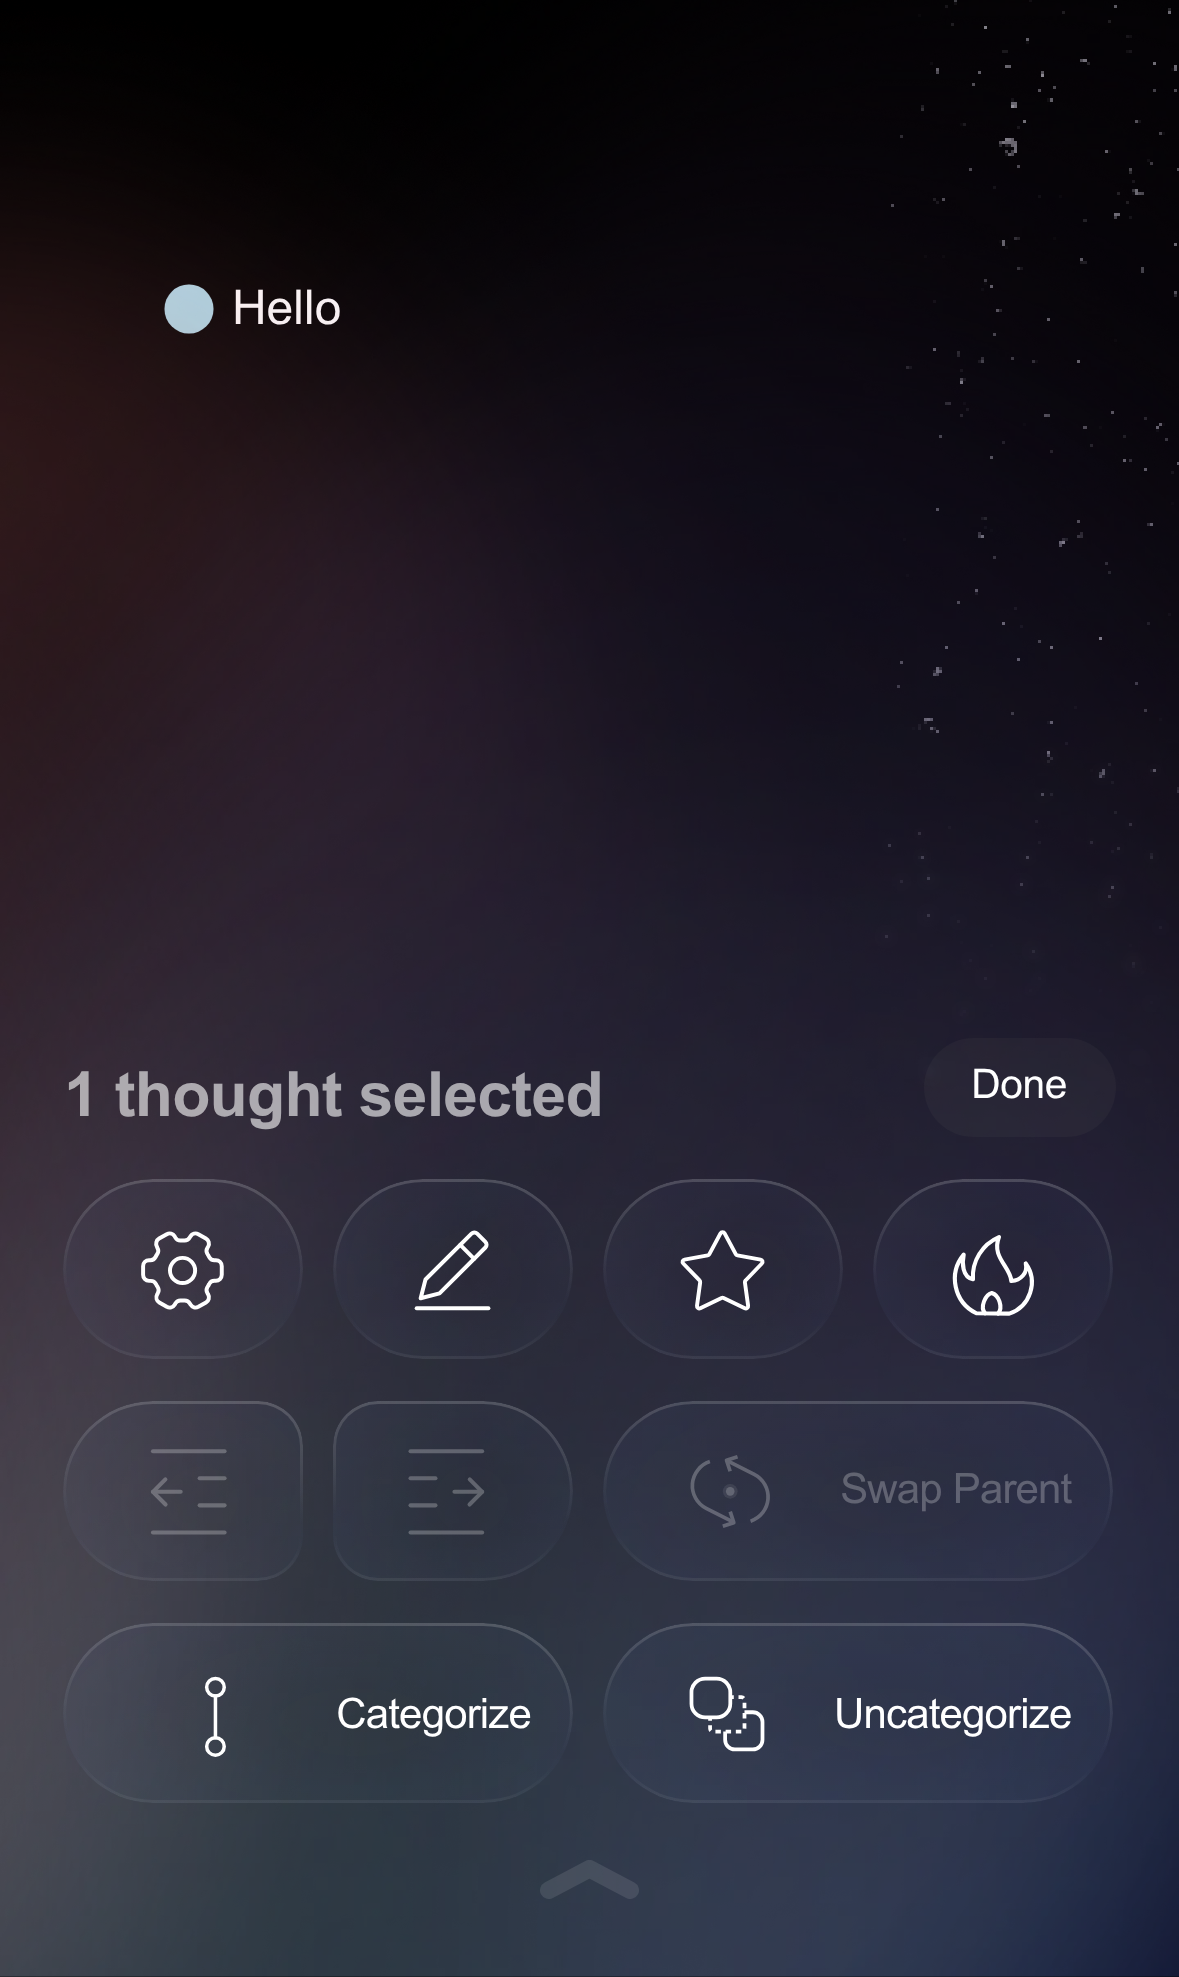 Hello
1 thought selected
Done
Swap Parent
Categorize
Uncategorize